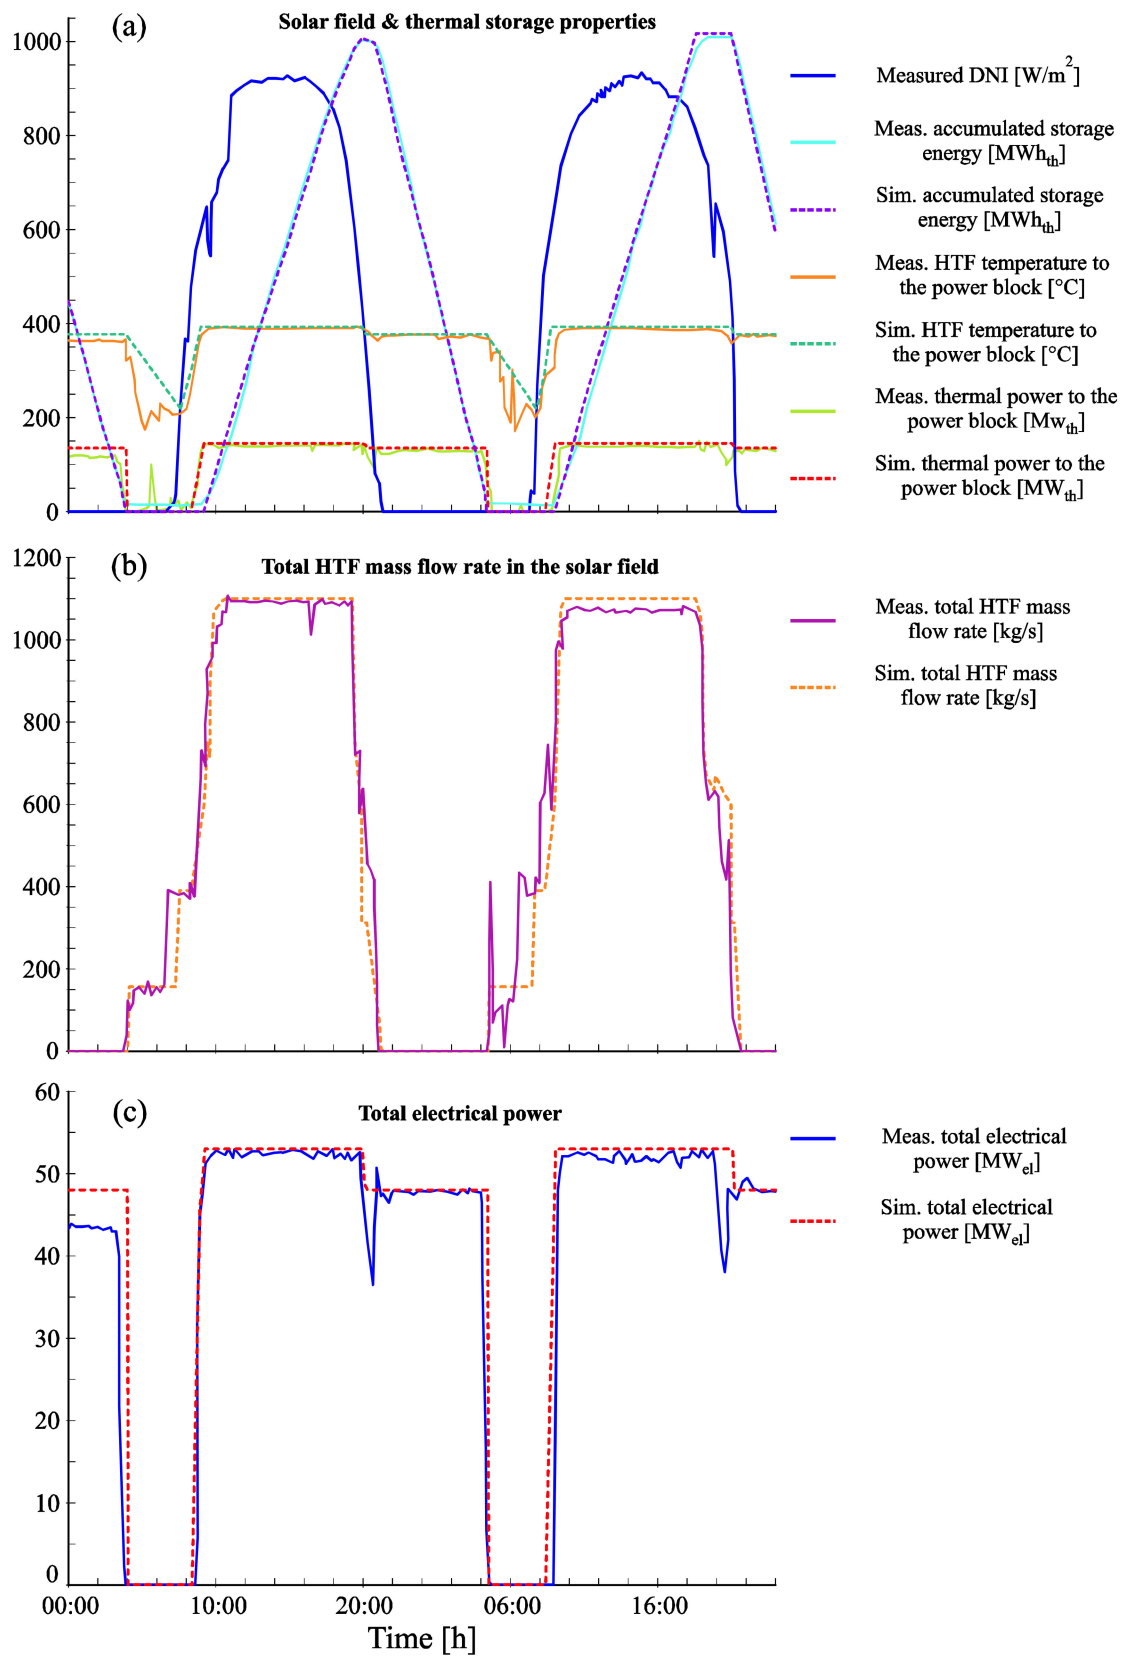 (a)
Solar field & thermal storage properties
1000
800
600
400
200
0
Measured DNI [W/m²]
Meas. accumulated storage
energy [MWhth]
Sim. accumulated storage
energy [MWhth]
Meas. HTF temperature to
the power block [°C]
Sim. HTF temperature to
the power block [°C]
Meas. thermal power to the
power block [Mwth]
Sim. thermal power to the
power block [MWth]
(b)
Total HTF mass flow rate in the solar field
1200
1000
800
600
400
200
0
Meas. total HTF mass
flow rate [kg/s]
Sim. total HTF mass
flow rate [kg/s]
(c)
Total electrical power
60
50
40
30
20
10
0
Meas. total electrical
power [MWel]
Sim. total electrical
power [MWel]
00:00 10:00 20:00 06:00 16:00
Time [h]